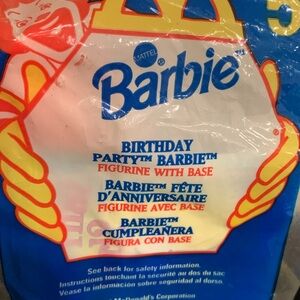 5
MATTEL
Barbie
BIRTHDAY
PARTY™ BARBIE™
FIGURINE WITH BASE
BARBIE™ FÊTE
D'ANNIVERSAIRE
FIGURINE AVEC BASE
BARBIE™
CUMPLEAÑERA
FIGURA CON BASE
See back for safety information.
Instructions touchant la sécurité au dos du sac
Véase la información sobre seguridad al dorso.
McDonald's Corporation